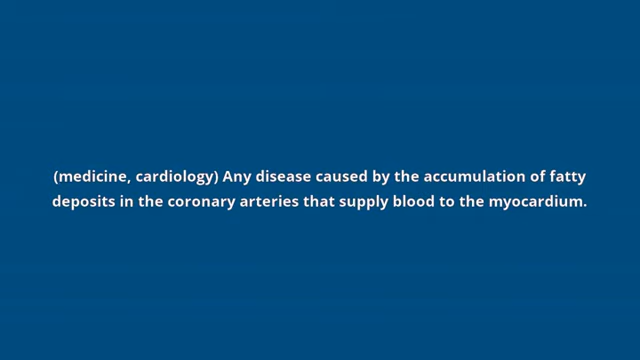 (medicine, cardiology) Any disease caused by the accumulation of fatty
deposits in the coronary arteries that supply blood to the myocardium.